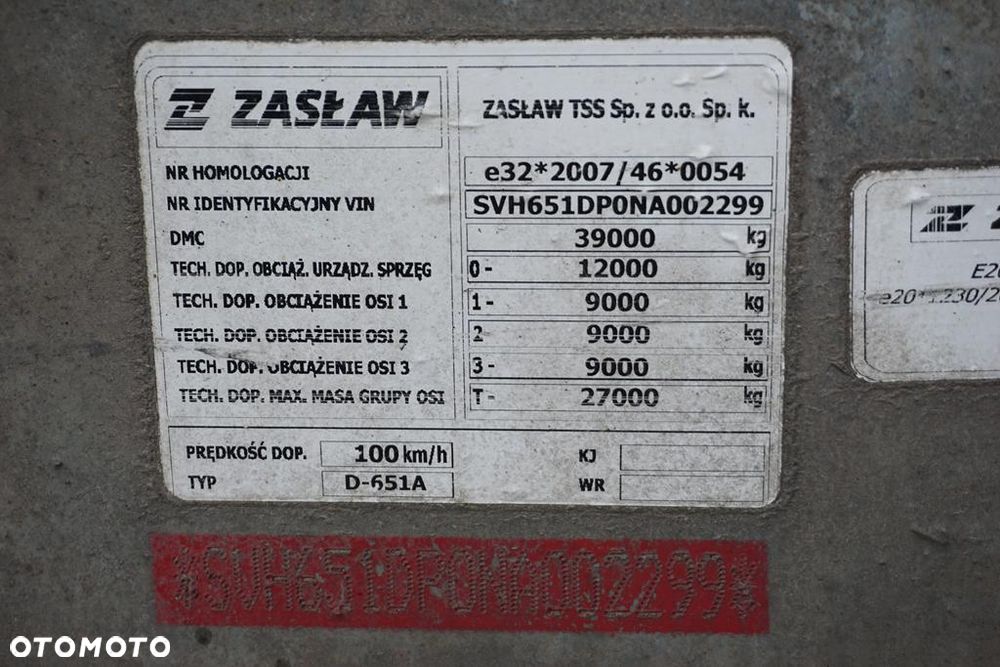 ZASŁAW
ZASŁAW TSS Sp. z o.o. Sp. k.
NR HOMOLOGACJI e32*2007/46*0054
NR IDENTYFIKACYJNY VIN SVH651DP0NA002299
DMC 39000 kg
TECH. DOP. OBCIĄŻ. URZĄDZ. SPRZĘG 0- 12000 kg
TECH. DOP. OBCIĄŻENIE OSI 1 1- 9000 kg
TECH. DOP. OBCIĄŻENIE OSI 2 2- 9000 kg
TECH. DOP. OBCIĄŻENIE OSI 3 3- 9000 kg
TECH. DOP. MAX. MASA GRUPY OSI T- 27000 kg
PRĘDKOŚĆ DOP. 100 km/h KJ
TYP D-651A WR
*SVH651DP0NA002299*
OTOMOTO